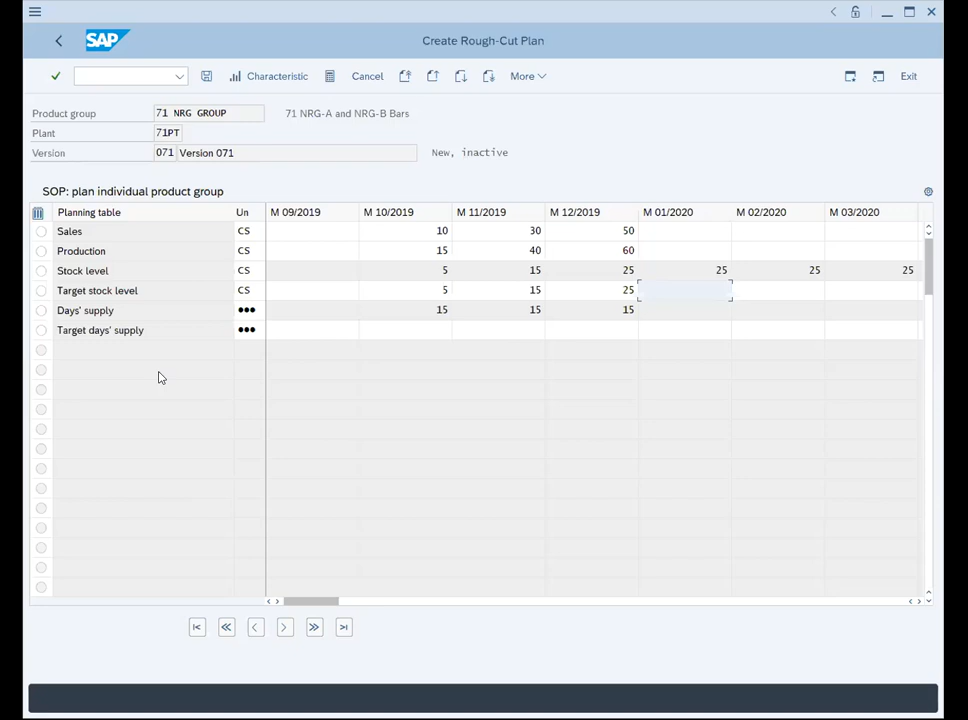 SAP
Create Rough-Cut Plan
Characteristic Cancel More Exit
Product group 71 NRG GROUP 71 NRG-A and NRG-B Bars
Plant 71PT
Version 071 Version 071 New, inactive
SOP: plan individual product group
Planning table Un M 09/2019 M 10/2019 M 11/2019 M 12/2019 M 01/2020 M 02/2020 M 03/2020
Sales CS 10 30 50
Production CS 15 40 60
Stock level CS 5 15 25 25 25 25
Target stock level CS 5 15 25
Days' supply ••• 15 15 15
Target days' supply •••